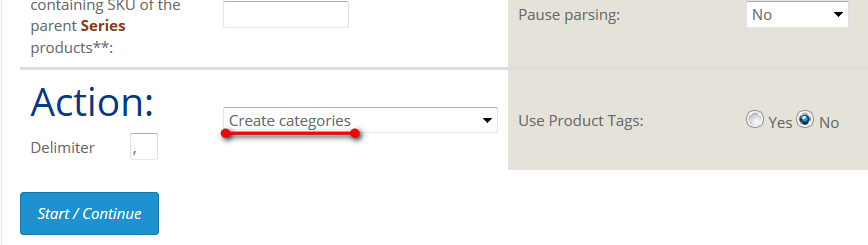 containing SKU of the
parent Series
products**:
Pause parsing:
No
Action:
Create categories
Delimiter
,
Use Product Tags:
Yes No
Start / Continue